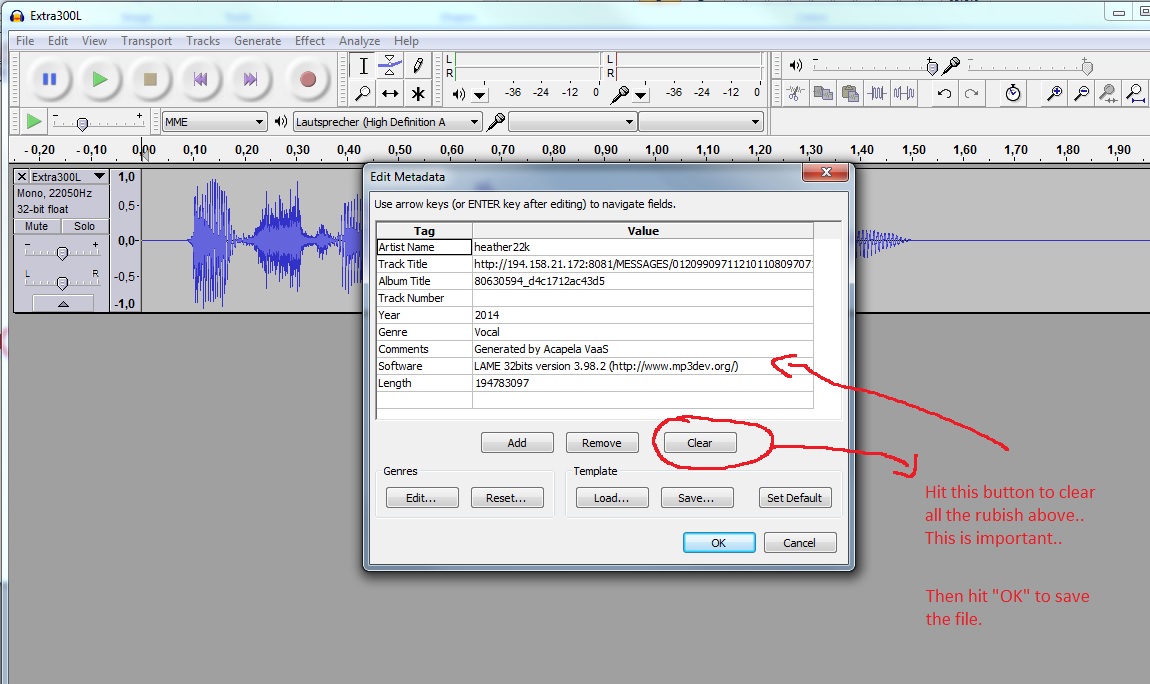 Extra300L
File Edit View Transport Tracks Generate Effect Analyze Help
L
R
-36 -24 -12 0
L
R
-36 -24 -12 0
- +
MME
Lautsprecher (High Definition A
- 0,20 - 0,10 0,00 0,10 0,20 0,30 0,40 0,50 0,60 0,70 0,80 0,90 1,00 1,10 1,20 1,30 1,40 1,50 1,60 1,70 1,80 1,90
Extra300L
Mono, 22050Hz
32-bit float
Mute Solo
- +
L R
1,0
0,5-
0,0-
-0,5-
-1,0
Edit Metadata
Use arrow keys (or ENTER key after editing) to navigate fields.
Tag Value
Artist Name heather22k
Track Title http://194.158.21.172:8081/MESSAGES/01209909711210110809707
Album Title 80630594_d4c1712ac43d5
Track Number
Year 2014
Genre Vocal
Comments Generated by Acapela VaaS
Software LAME 32bits version 3.98.2 (http://www.mp3dev.org/)
Length 194783097
Add Remove Clear
Genres
Edit... Reset...
Template
Load... Save... Set Default
OK Cancel
Hit this button to clear
all the rubish above..
This is important..
Then hit "OK" to save
the file.